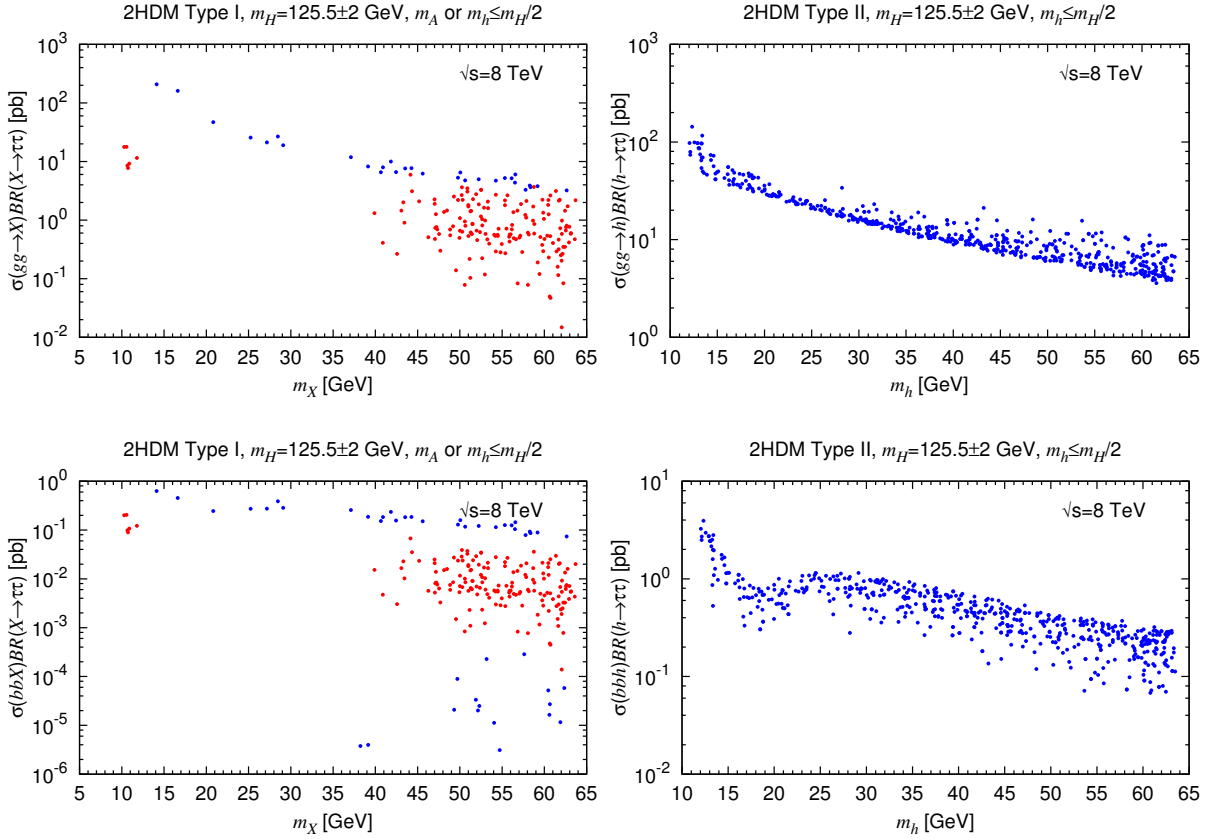 2HDM Type I, m_H=125.5±2 GeV, m_A or m_h≤m_H/2
√s=8 TeV
σ(gg→X)BR(X→ττ) [pb]
10^3
10^2
10^1
10^0
10^-1
10^-2
5 10 15 20 25 30 35 40 45 50 55 60 65
m_X [GeV]
2HDM Type II, m_H=125.5±2 GeV, m_h≤m_H/2
√s=8 TeV
σ(gg→h)BR(h→ττ) [pb]
10^3
10^2
10^1
10^0
10 15 20 25 30 35 40 45 50 55 60 65
m_h [GeV]
2HDM Type I, m_H=125.5±2 GeV, m_A or m_h≤m_H/2
√s=8 TeV
σ(bbX)BR(X→ττ) [pb]
10^0
10^-1
10^-2
10^-3
10^-4
10^-5
10^-6
5 10 15 20 25 30 35 40 45 50 55 60 65
m_X [GeV]
2HDM Type II, m_H=125.5±2 GeV, m_h≤m_H/2
√s=8 TeV
σ(bbh)BR(h→ττ) [pb]
10^1
10^0
10^-1
10^-2
10 15 20 25 30 35 40 45 50 55 60 65
m_h [GeV]